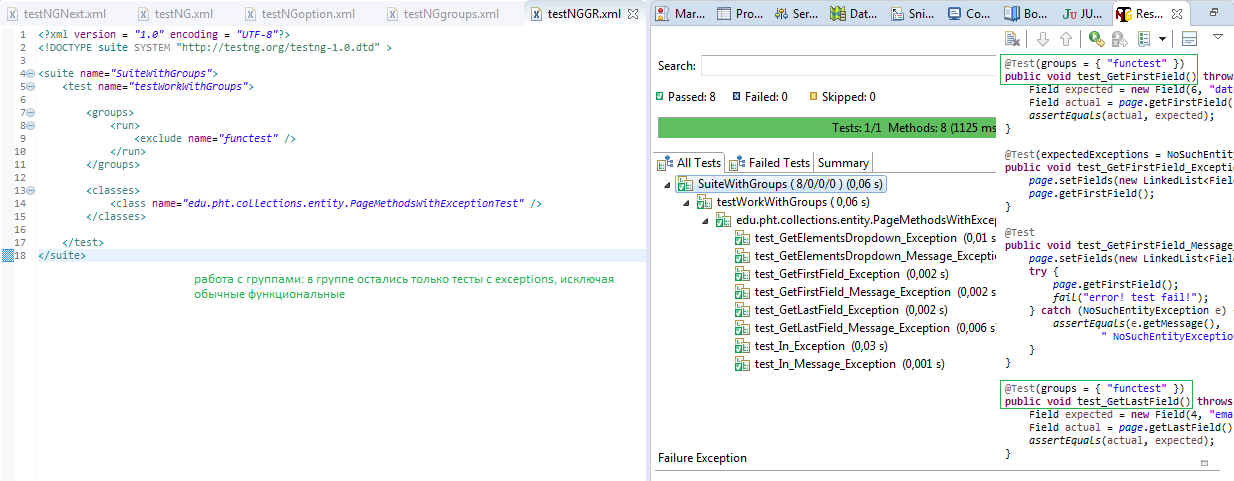 testNGNext.xml
testNG.xml
testNGoption.xml
testNGgroups.xml
testNGGR.xml
1 <?xml version = "1.0" encoding = "UTF-8"?>
2 <!DOCTYPE suite SYSTEM "http://testng.org/testng-1.0.dtd" >
3
4 <suite name="SuiteWithGroups">
5 <test name="testWorkWithGroups">
6
7 <groups>
8 <run>
9 <exclude name="functest" />
10 </run>
11 </groups>
12
13 <classes>
14 <class name="edu.pht.collections.entity.PageMethodsWithExceptionTest" />
15 </classes>
16
17 </test>
18 </suite>
работа с группами: в группе остались только тесты с exceptions, исключая
обычные функциональные
Mar...
Pro...
Ser...
Dat...
Sni...
Co...
Bo...
JU JU...
Res...
Search:
Passed: 8
Failed: 0
Skipped: 0
Tests: 1/1 Methods: 8 (1125 ms
All Tests
Failed Tests
Summary
SuiteWithGroups ( 8/0/0/0 ) (0,06 s)
testWorkWithGroups ( 0,06 s)
edu.pht.collections.entity.PageMethodsWithExcep
test_GetElementsDropdown_Exception (0,01 s
test_GetElementsDropdown_Message_Exceptio
test_GetFirstField_Exception (0,002 s)
test_GetFirstField_Message_Exception (0,002 s
test_GetLastField_Exception (0,002 s)
test_GetLastField_Message_Exception (0,006 s)
test_In_Exception (0,03 s)
test_In_Message_Exception (0,001 s)
Failure Exception
@Test(groups = { "functest" })
public void test_GetFirstField() throws
Field expected = new Field(6, "dat
Field actual = page.getFirstField(
assertEquals(actual, expected);
}
@Test(expectedExceptions = NoSuchEntity
public void test_GetFirstField_Excepti
page.setFields(new LinkedList<Fiel
page.getFirstField();
}
@Test
public void test_GetFirstField_Message_
page.setFields(new LinkedList<Fiel
try {
page.getFirstField();
fail("error! test fail!");
} catch (NoSuchEntityException e)
assertEquals(e.getMessage(),
" NoSuchEntityException
}
}
@Test(groups = { "functest" })
public void test_GetLastField() throws
Field expected = new Field(4, "ema
Field actual = page.getLastField()
assertEquals(actual, expected);
}